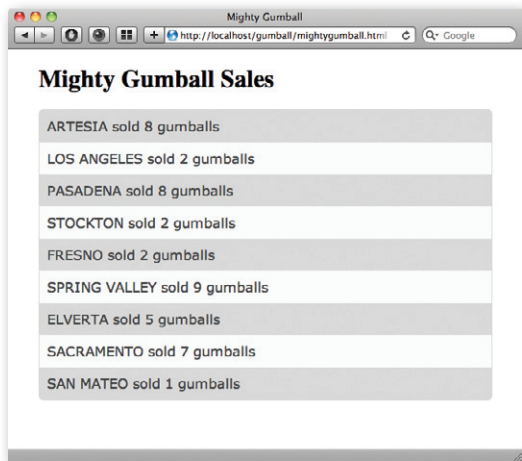 Mighty Gumball
http://localhost/gumball/mightygumball.html
Google
Mighty Gumball Sales
ARTESIA sold 8 gumballs
LOS ANGELES sold 2 gumballs
PASADENA sold 8 gumballs
STOCKTON sold 2 gumballs
FRESNO sold 2 gumballs
SPRING VALLEY sold 9 gumballs
ELVERTA sold 5 gumballs
SACRAMENTO sold 7 gumballs
SAN MATEO sold 1 gumballs